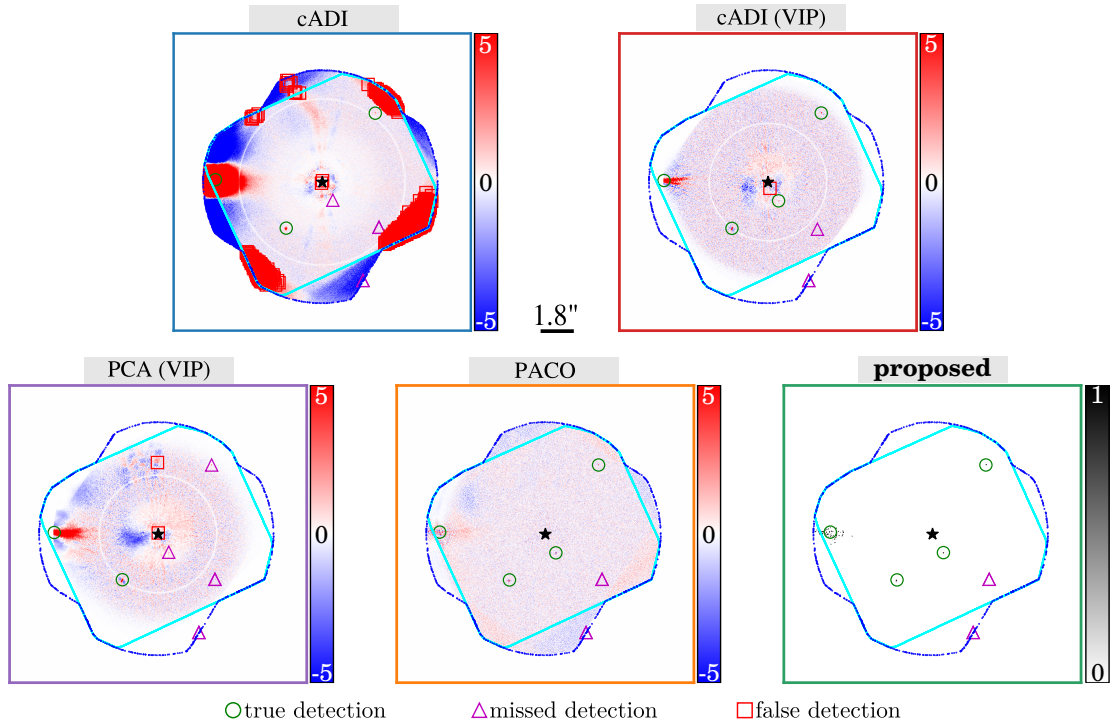 cADI
cADI (VIP)
5
0
-5
5
0
-5
1.8"
PCA (VIP)
PACO
proposed
5
0
-5
5
0
-5
1
0
true detection
missed detection
false detection